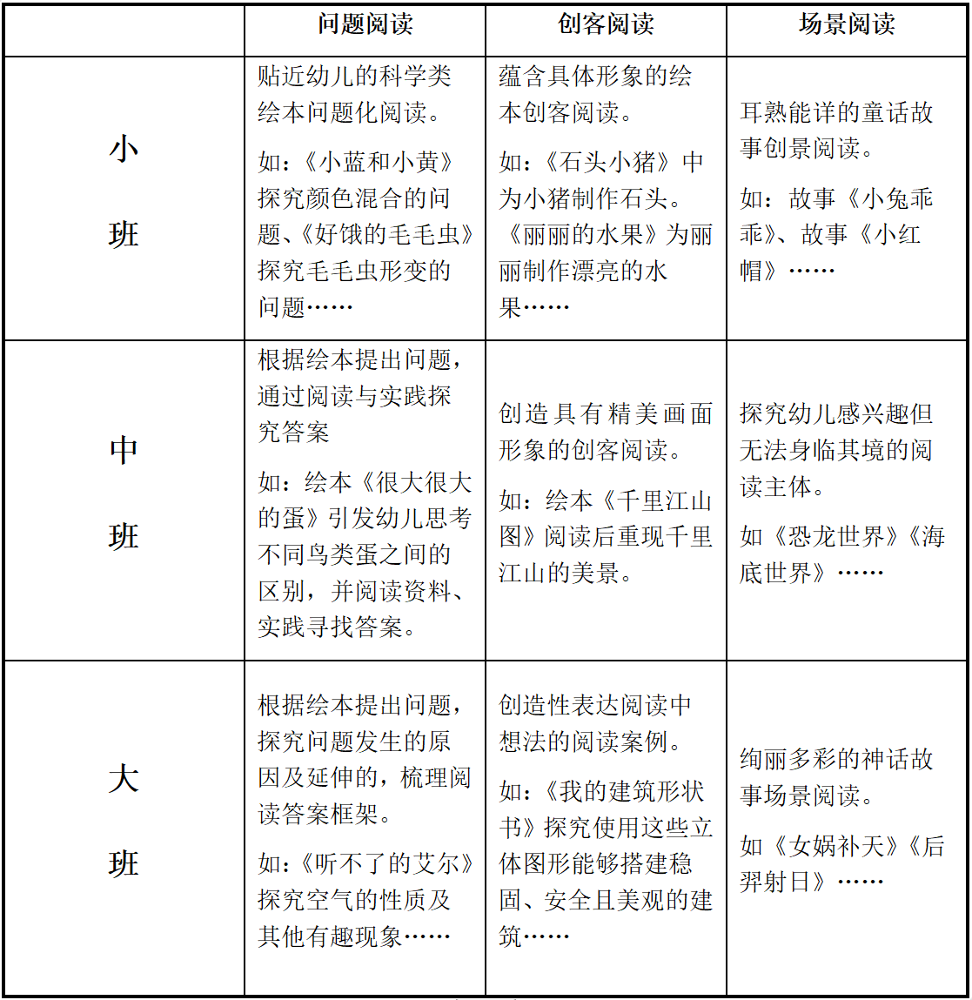 问题阅读
创客阅读
场景阅读
小
班
贴近幼儿的科学类
绘本问题化阅读。
如：《小蓝和小黄》
探究颜色混合的问
题、《好饿的毛毛虫》
探究毛毛虫形变的
问题……
蕴含具体形象的绘
本创客阅读。
如：《石头小猪》中
为小猪制作石头。
《丽丽的水果》为丽
丽制作漂亮的水
果……
耳熟能详的童话故
事创景阅读。
如：故事《小兔乖
乖》、故事《小红
帽》……
中
班
根据绘本提出问题，
通过阅读与实践探
究答案
如：绘本《很大很大
的蛋》引发幼儿思考
不同鸟类蛋之间的
区别，并阅读资料、
实践寻找答案。
创造具有精美画面
形象的创客阅读。
如：绘本《千里江山
图》阅读后重现千里
江山的美景。
探究幼儿感兴趣但
无法身临其境的阅
读主体。
如《恐龙世界》《海
底世界》……
大
班
根据绘本提出问题，
探究问题发生的原
因及延伸的，梳理阅
读答案框架。
如：《听不了的艾尔》
探究空气的性质及
其他有趣现象……
创造性表达阅读中
想法的阅读案例。
如：《我的建筑形状
书》探究使用这些立
体图形能够搭建稳
固、安全且美观的建
筑……
绚丽多彩的神话故
事场景阅读。
如《女娲补天》《后
羿射日》……